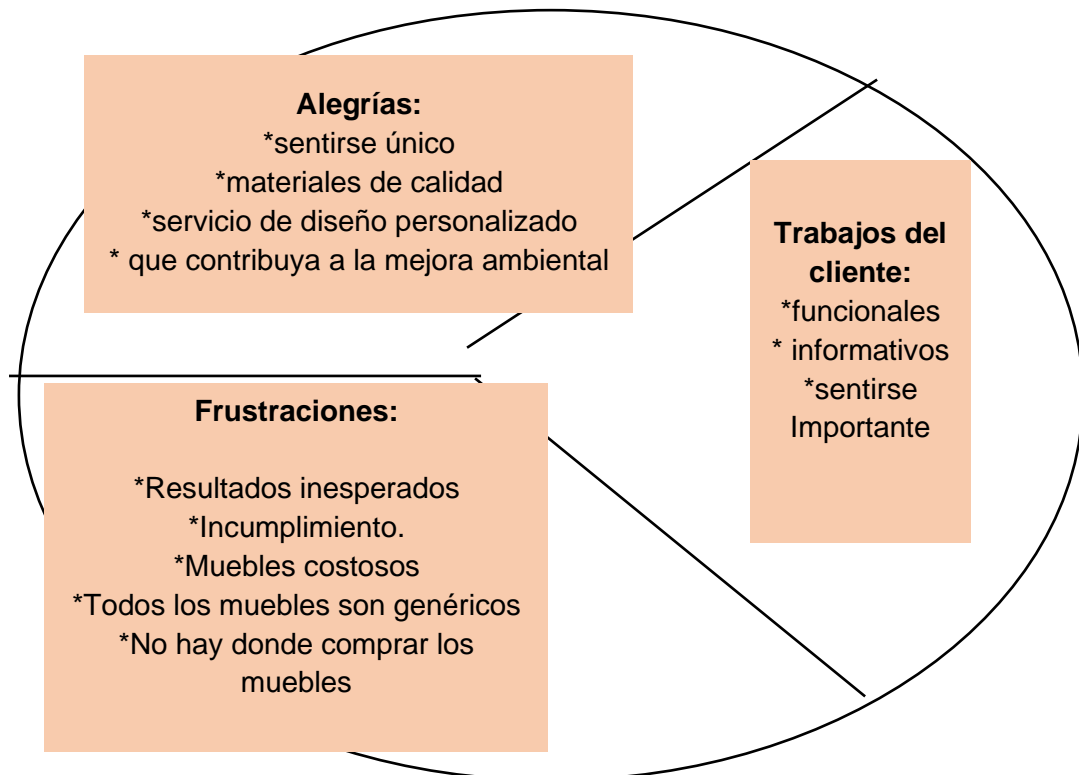 Alegrías:
*sentirse único
*materiales de calidad
*servicio de diseño personalizado
* que contribuya a la mejora ambiental
Trabajos del
cliente:
*funcionales
* informativos
*sentirse
Importante
Frustraciones:
*Resultados inesperados
*Incumplimiento.
*Muebles costosos
*Todos los muebles son genéricos
*No hay donde comprar los
muebles